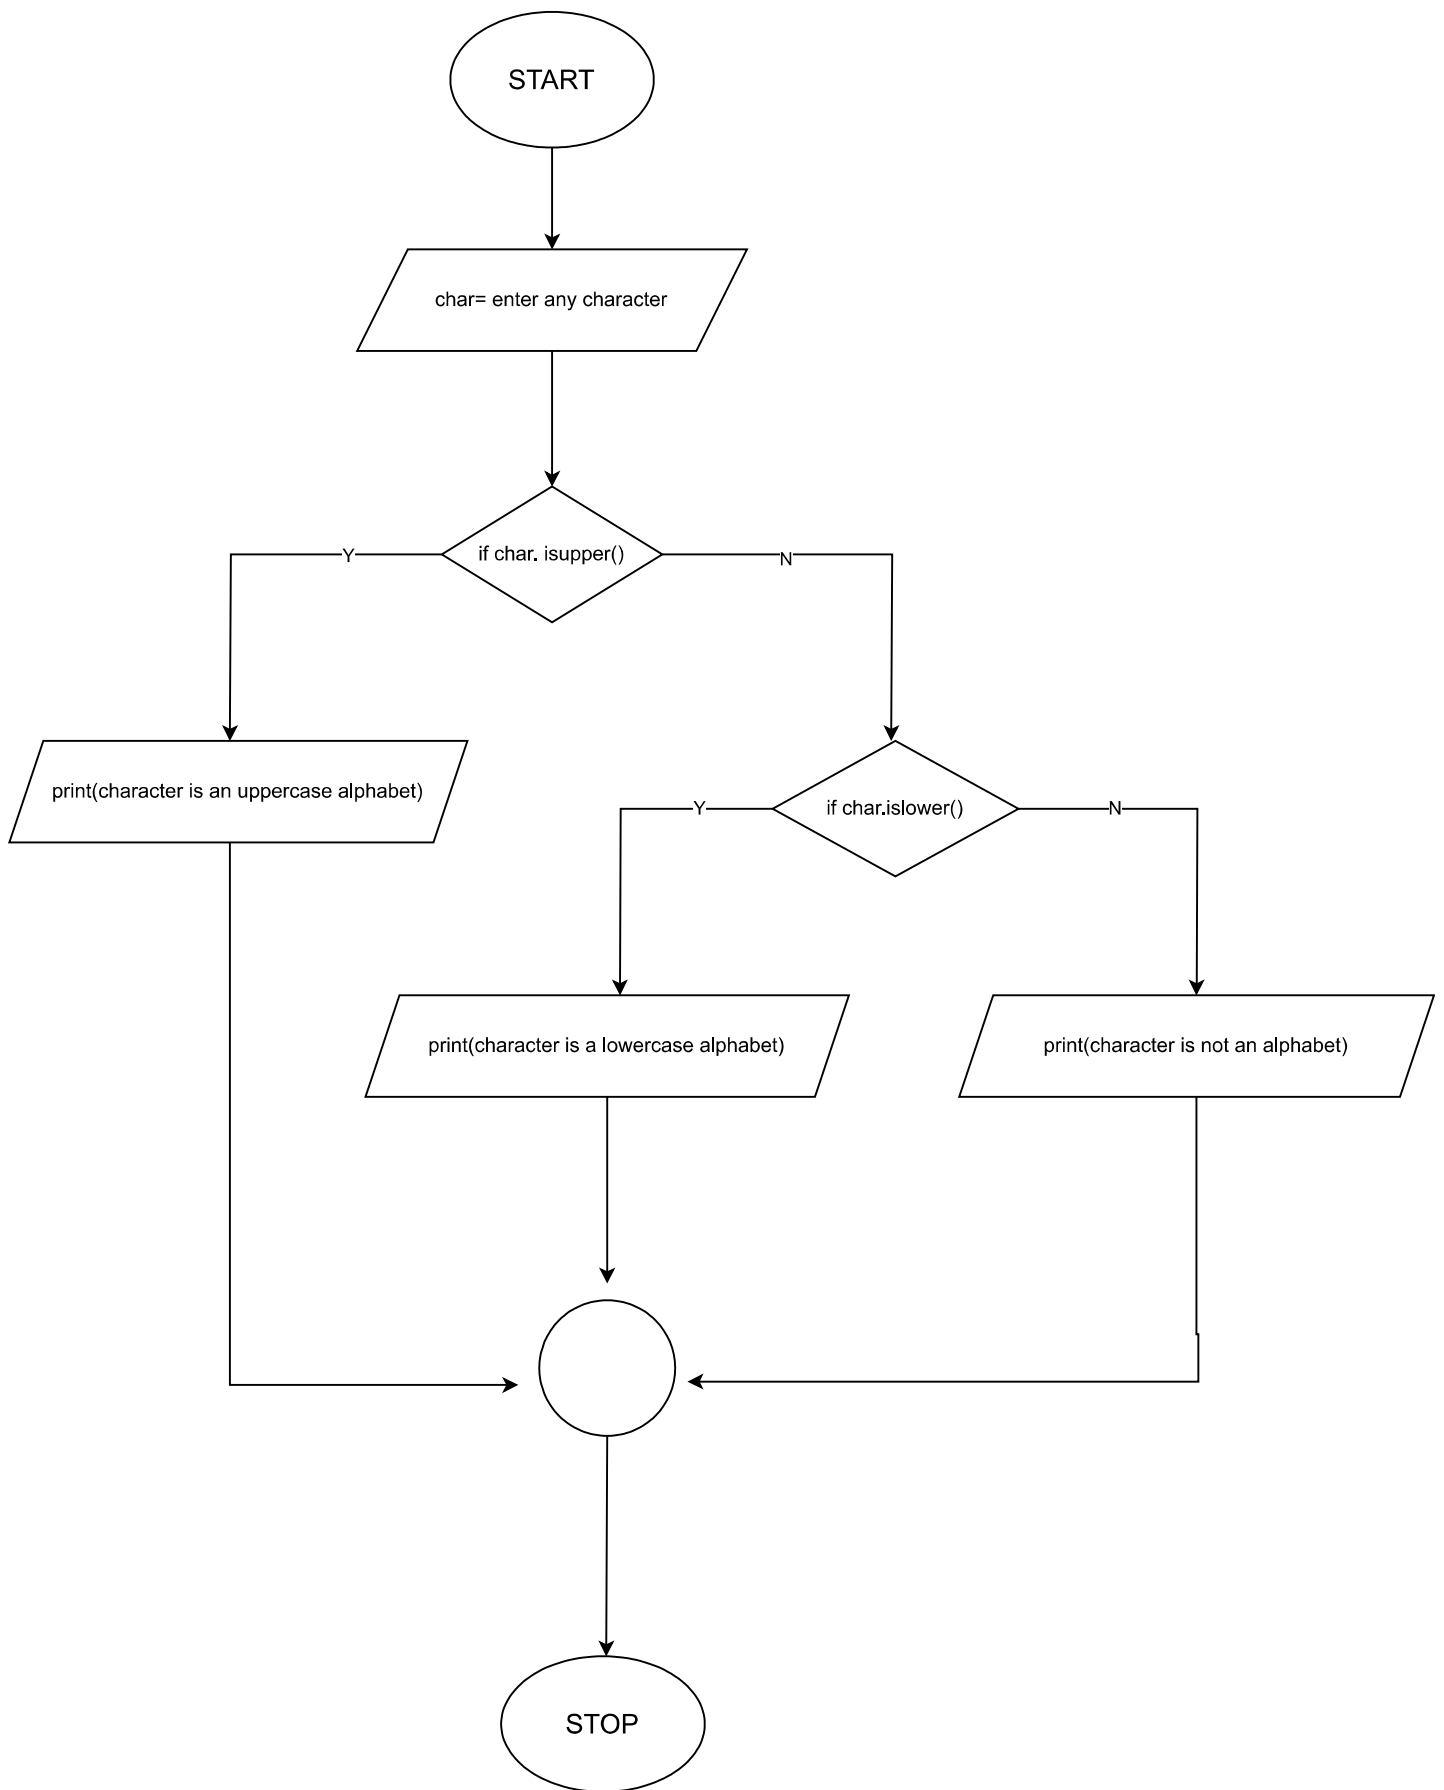 START
char= enter any character
if char. isupper()
Y
N
print(character is an uppercase alphabet)
if char.islower()
Y
N
print(character is a lowercase alphabet)
print(character is not an alphabet)
STOP